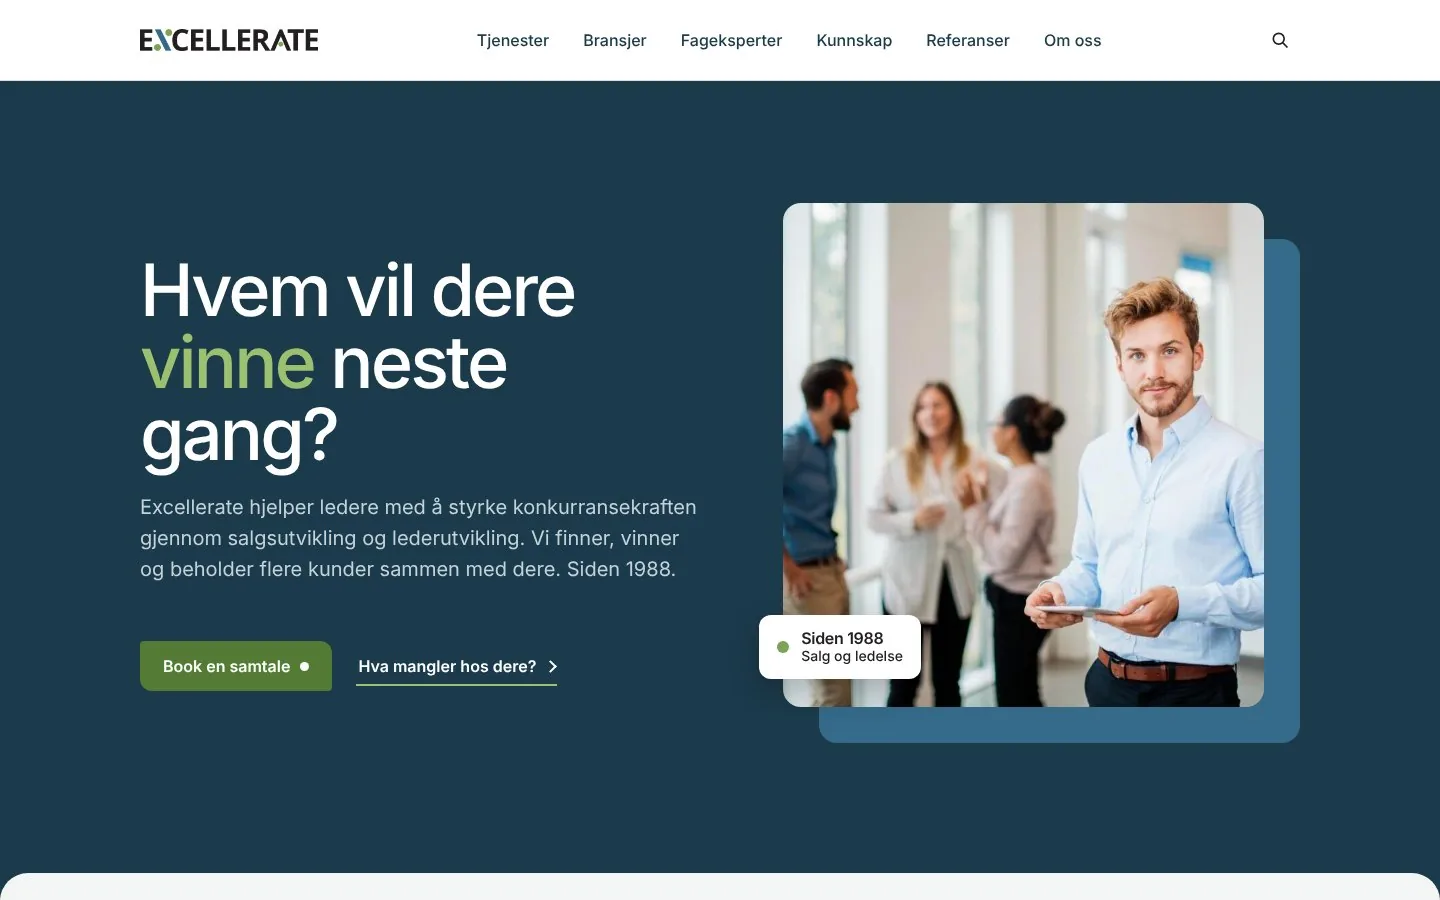 EXCELLERATE
Tjenester
Bransjer
Fageksperter
Kunnskap
Referanser
Om oss
Hvem vil dere
vinne neste
gang?
Excellerate hjelper ledere med å styrke konkurransekraften
gjennom salgsutvikling og lederutvikling. Vi finner, vinner
og beholder flere kunder sammen med dere. Siden 1988.
Book en samtale
Hva mangler hos dere?
Siden 1988
Salg og ledelse